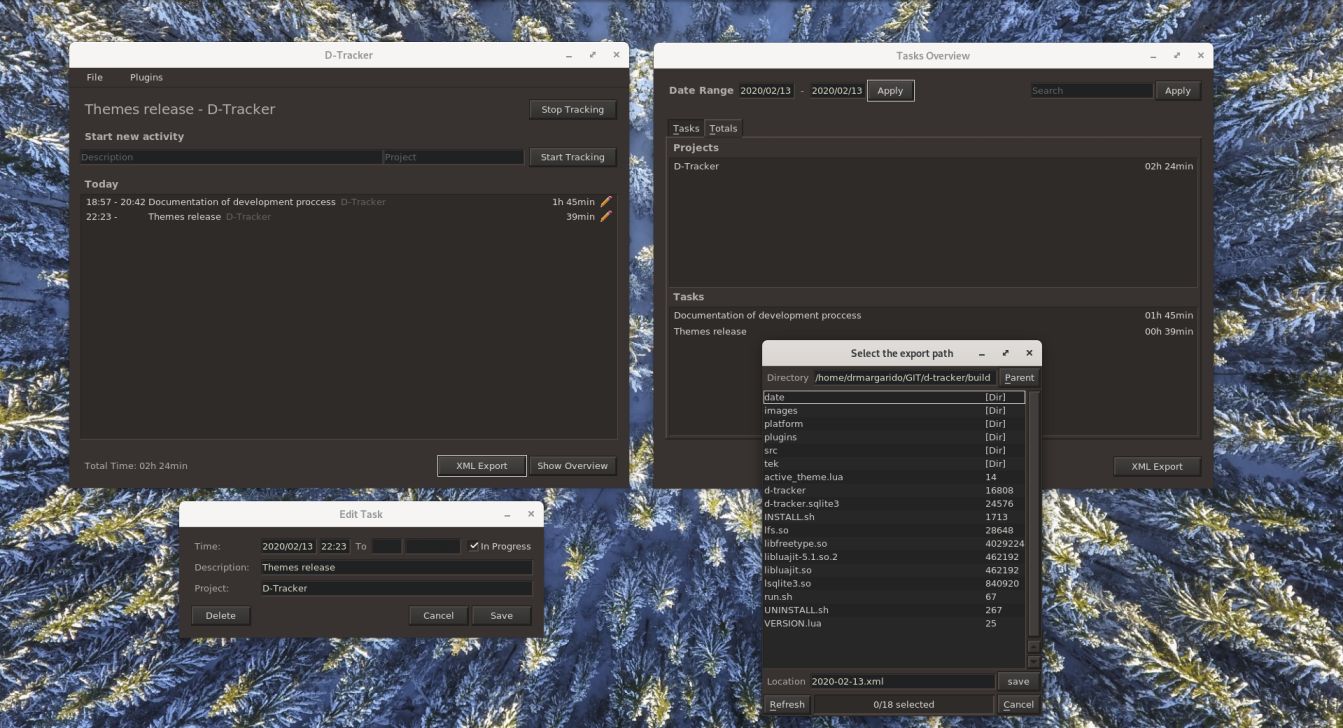 D-Tracker
File Plugins
Themes release - D-Tracker Stop Tracking
Start new activity
Description Project Start Tracking
Today
18:57 - 20:42 Documentation of development proccess D-Tracker 1h 45min
22:23 - Themes release D-Tracker 39min
Total Time: 02h 24min XML Export Show Overview
Tasks Overview
Date Range 2020/02/13 - 2020/02/13 Apply Search Apply
Tasks Totals
Projects
D-Tracker 02h 24min
Tasks
Documentation of development proccess 01h 45min
Themes release 00h 39min
XML Export
Edit Task
Time: 2020/02/13 22:23 To In Progress
Description: Themes release
Project: D-Tracker
Delete Cancel Save
Select the export path
Directory /home/drmargarido/GIT/d-tracker/build Parent
date [Dir]
images [Dir]
platform [Dir]
plugins [Dir]
src [Dir]
tek [Dir]
active_theme.lua 14
d-tracker 16808
d-tracker.sqlite3 24576
INSTALL.sh 1713
lfs.so 28648
libfreetype.so 4029224
libluajit-5.1.so.2 462192
libluajit.so 462192
lsqlite3.so 840920
run.sh 67
UNINSTALL.sh 267
VERSION.lua 25
Location 2020-02-13.xml save
Refresh 0/18 selected Cancel